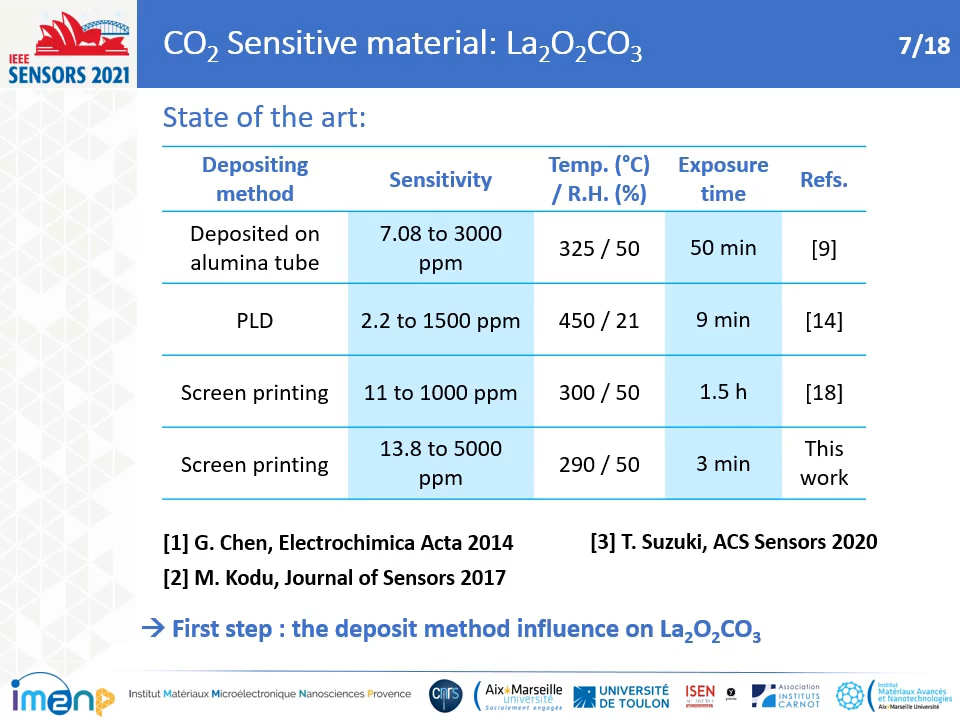 IEEE
SENSORS 2021
CO2 Sensitive material: La2O2CO3
7/18
State of the art:
Depositing method
Sensitivity
Temp. (°C) / R.H. (%)
Exposure time
Refs.
Deposited on alumina tube
7.08 to 3000 ppm
325 / 50
50 min
[9]
PLD
2.2 to 1500 ppm
450 / 21
9 min
[14]
Screen printing
11 to 1000 ppm
300 / 50
1.5 h
[18]
Screen printing
13.8 to 5000 ppm
290 / 50
3 min
This work
[1] G. Chen, Electrochimica Acta 2014
[3] T. Suzuki, ACS Sensors 2020
[2] M. Kodu, Journal of Sensors 2017
→ First step : the deposit method influence on La2O2CO3
im2np
Institut Matériaux Microélectronique Nanosciences Provence
cnrs
Aix*Marseille
université
Socialement engagée
UNIVERSITÉ
DE TOULON
ISEN
Association
INSTITUTS
CARNOT
Institut
Matériaux Avancés
et Nanotechnologies
Aix*Marseille Université